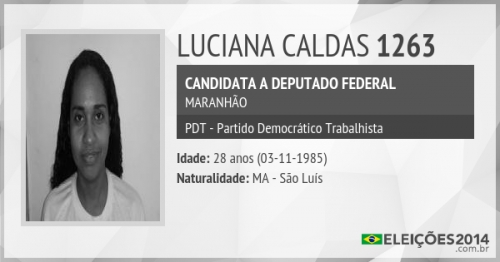 LUCIANA CALDAS 1263
CANDIDATA A DEPUTADO FEDERAL
MARANHÃO
PDT - Partido Democrático Trabalhista
Idade: 28 anos (03-11-1985)
Naturalidade: MA - São Luís
ELEIÇÕES2014
.com.br